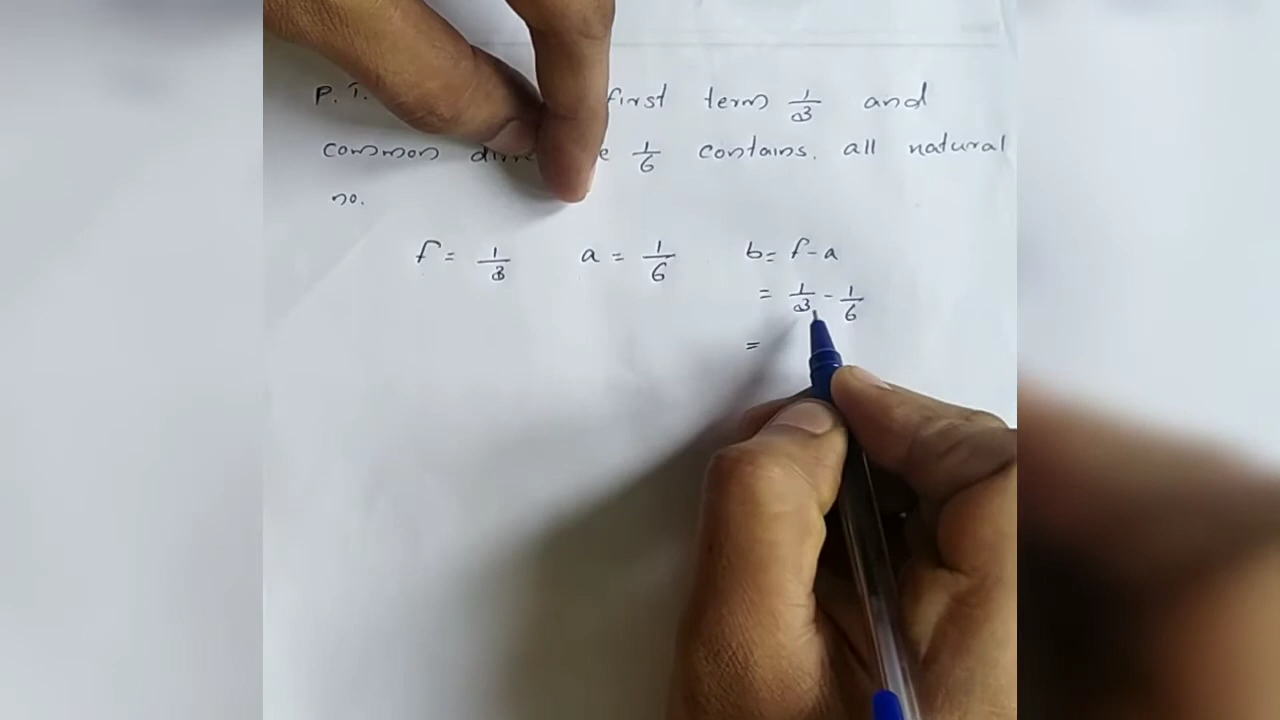 P.T. first term 1/3 and
common 1/6 contains. all natural
no.
f = 1/3 a = 1/6 b = f-a
= 1/3 - 1/6
=